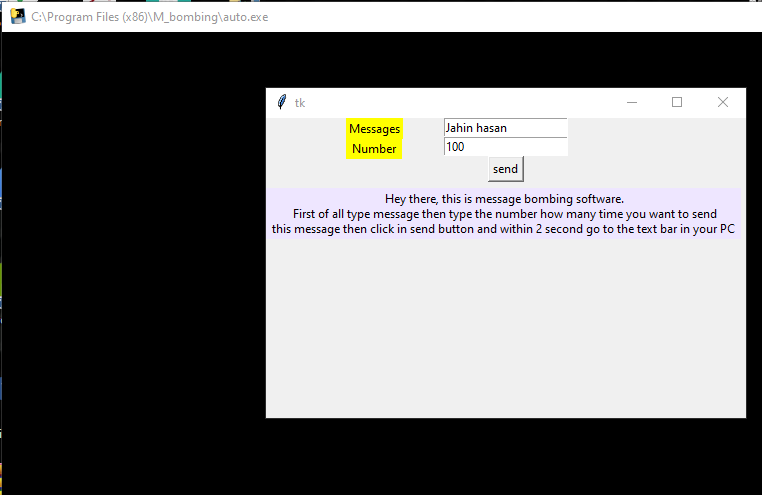 C:\Program Files (x86)\M_bombing\auto.exe
tk
Messages Jahin hasan
Number 100
send
Hey there, this is message bombing software.
First of all type message then type the number how many time you want to send
this message then click in send button and within 2 second go to the text bar in your PC